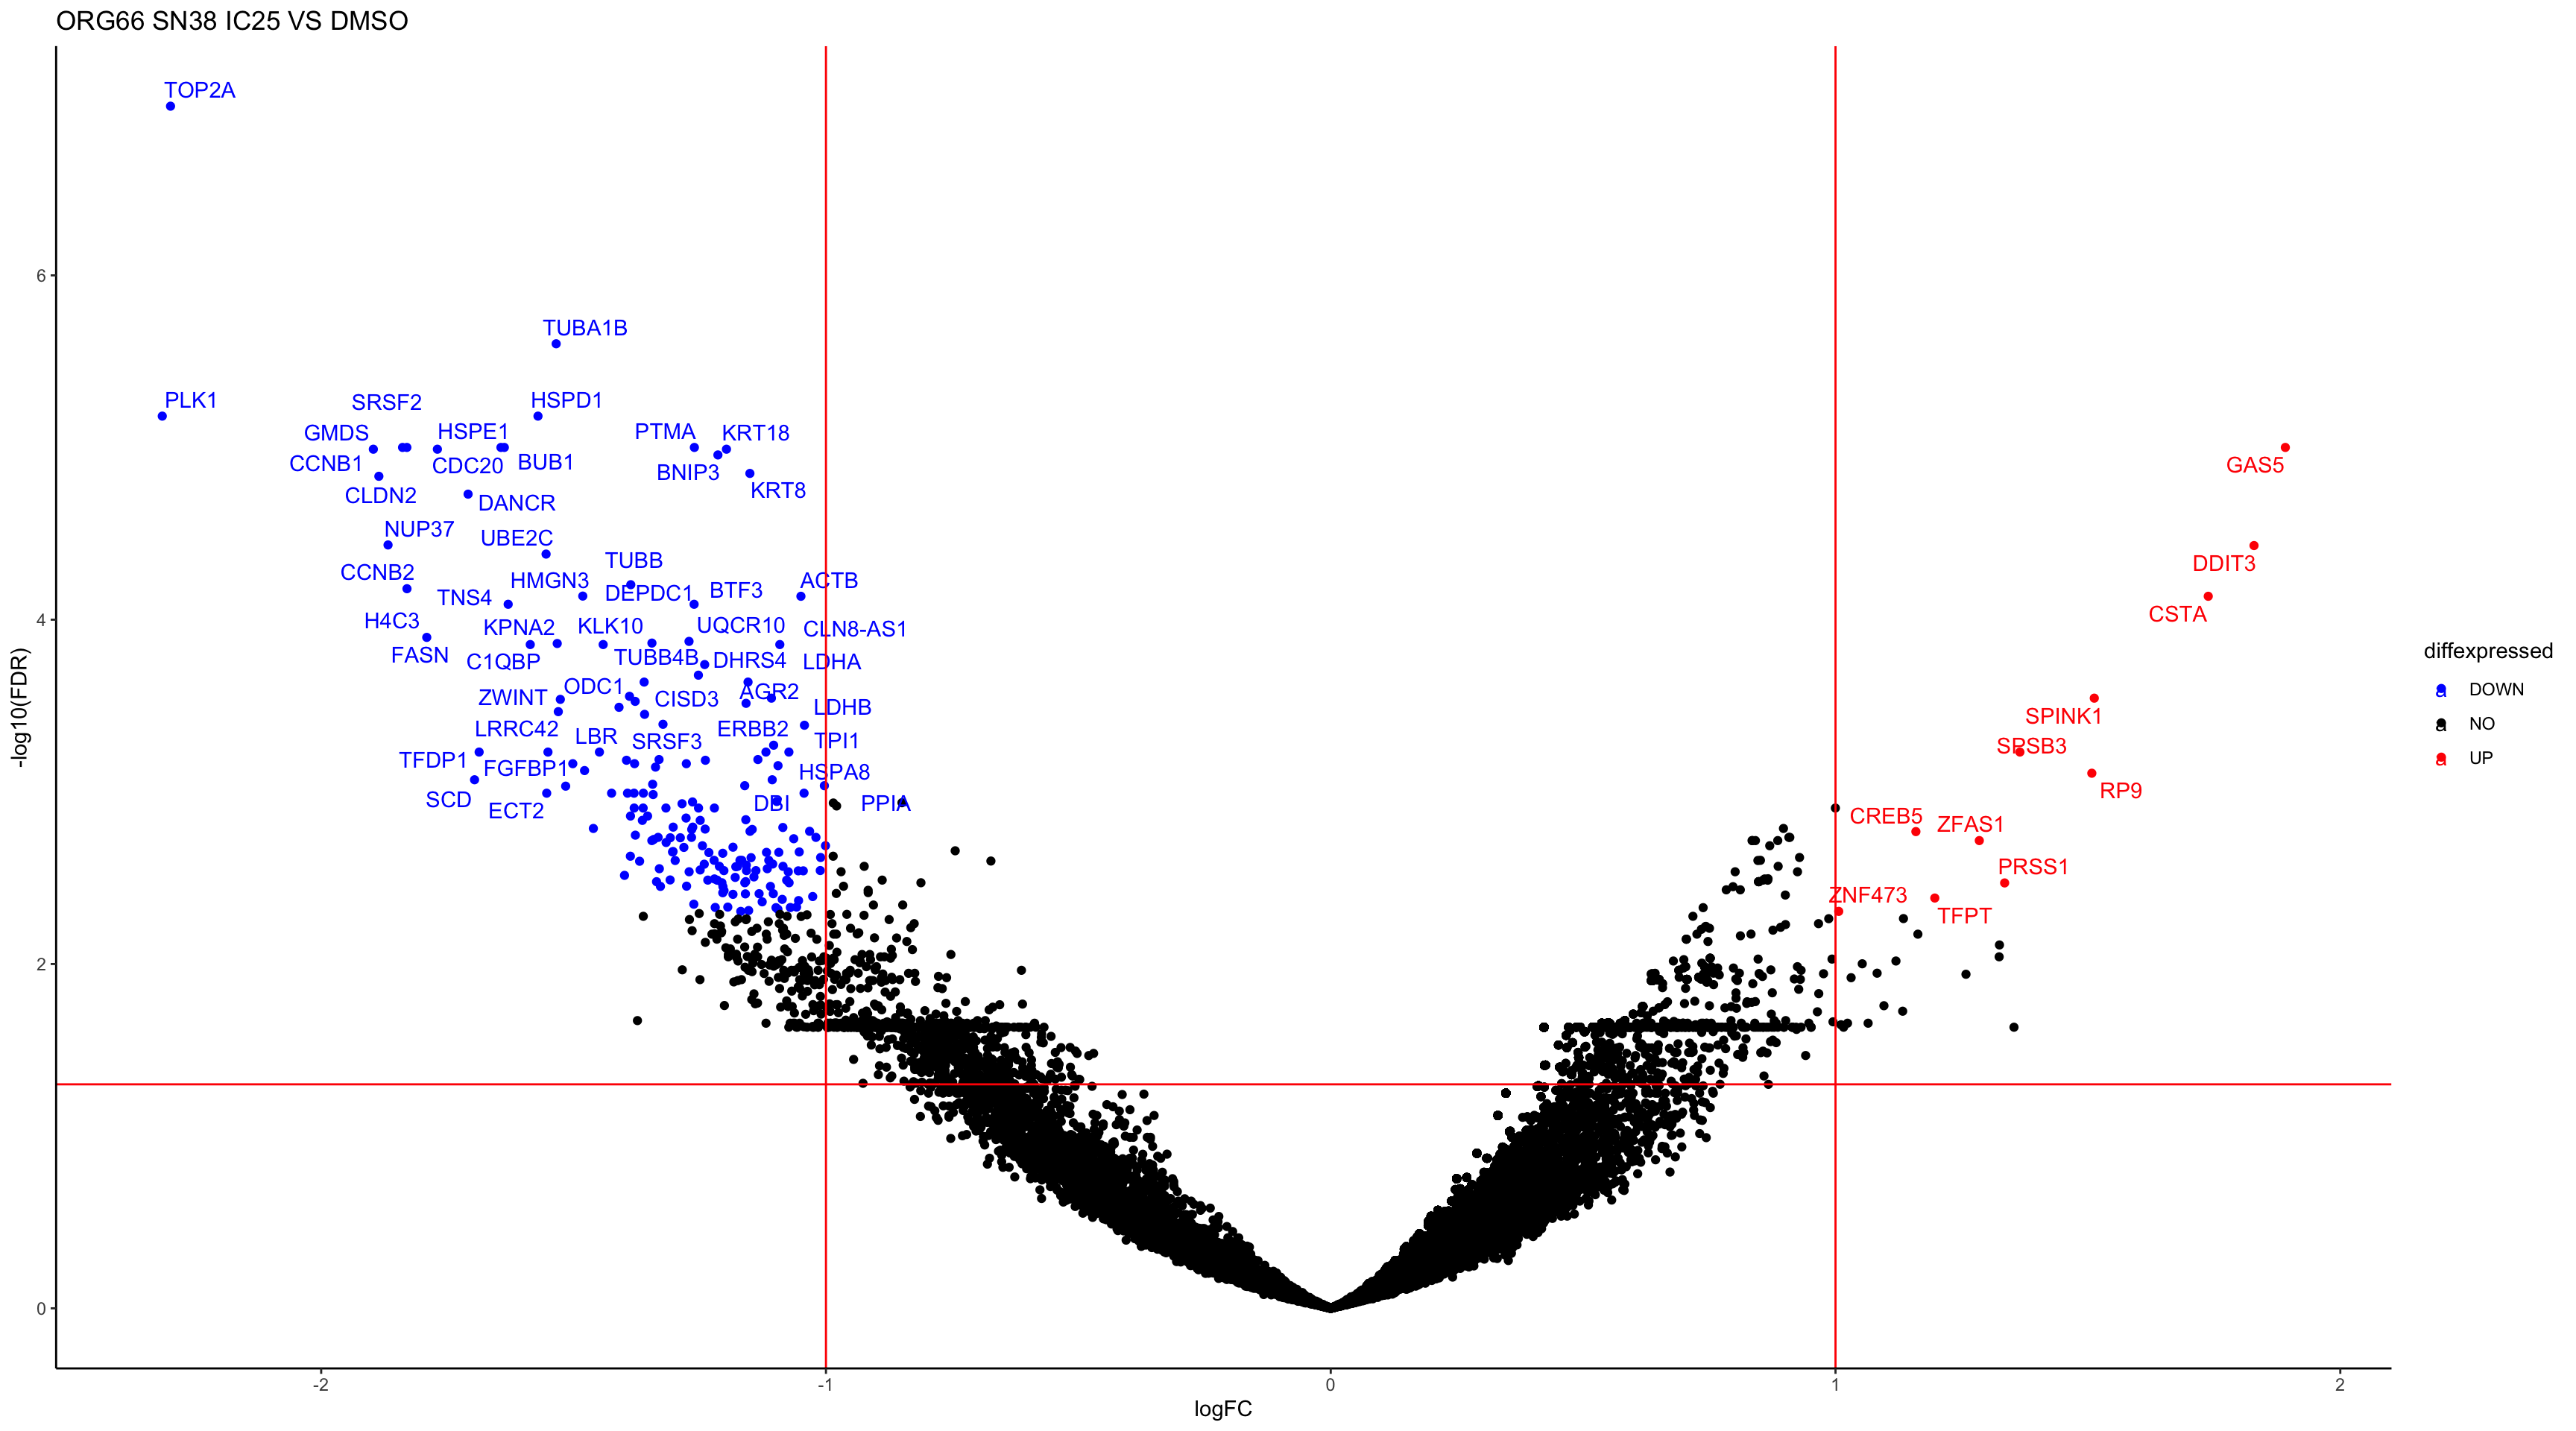 ORG66 SN38 IC25 VS DMSO
TOP2A
6
TUBA1B
PLK1
SRSF2
HSPD1
GMDS
HSPE1
PTMA
KRT18
CCNB1
CDC20
BUB1
BNIP3
CLDN2
KRT8
GAS5
DANCR
NUP37
UBE2C
TUBB
DDIT3
CCNB2
HMGN3
DEPDC1
BTF3
ACTB
4
TNS4
CSTA
H4C3
KPNA2
KLK10
UQCR10
CLN8-AS1
FASN
C1QBP
TUBB4B
DHRS4
LDHA
diffexpressed
ZWINT
ODC1
CISD3
AGR2
a DOWN
LDHB
SPINK1
-log10(FDR)
LRRC42
LBR
SRSF3
ERBB2
TPI1
a NO
SPSB3
TFDP1
FGFBP1
HSPA8
a UP
SCD
ECT2
DBI
PPIA
RP9
CREB5
ZFAS1
PRSS1
ZNF473
TFPT
2
0
-2
-1
0
1
2
logFC